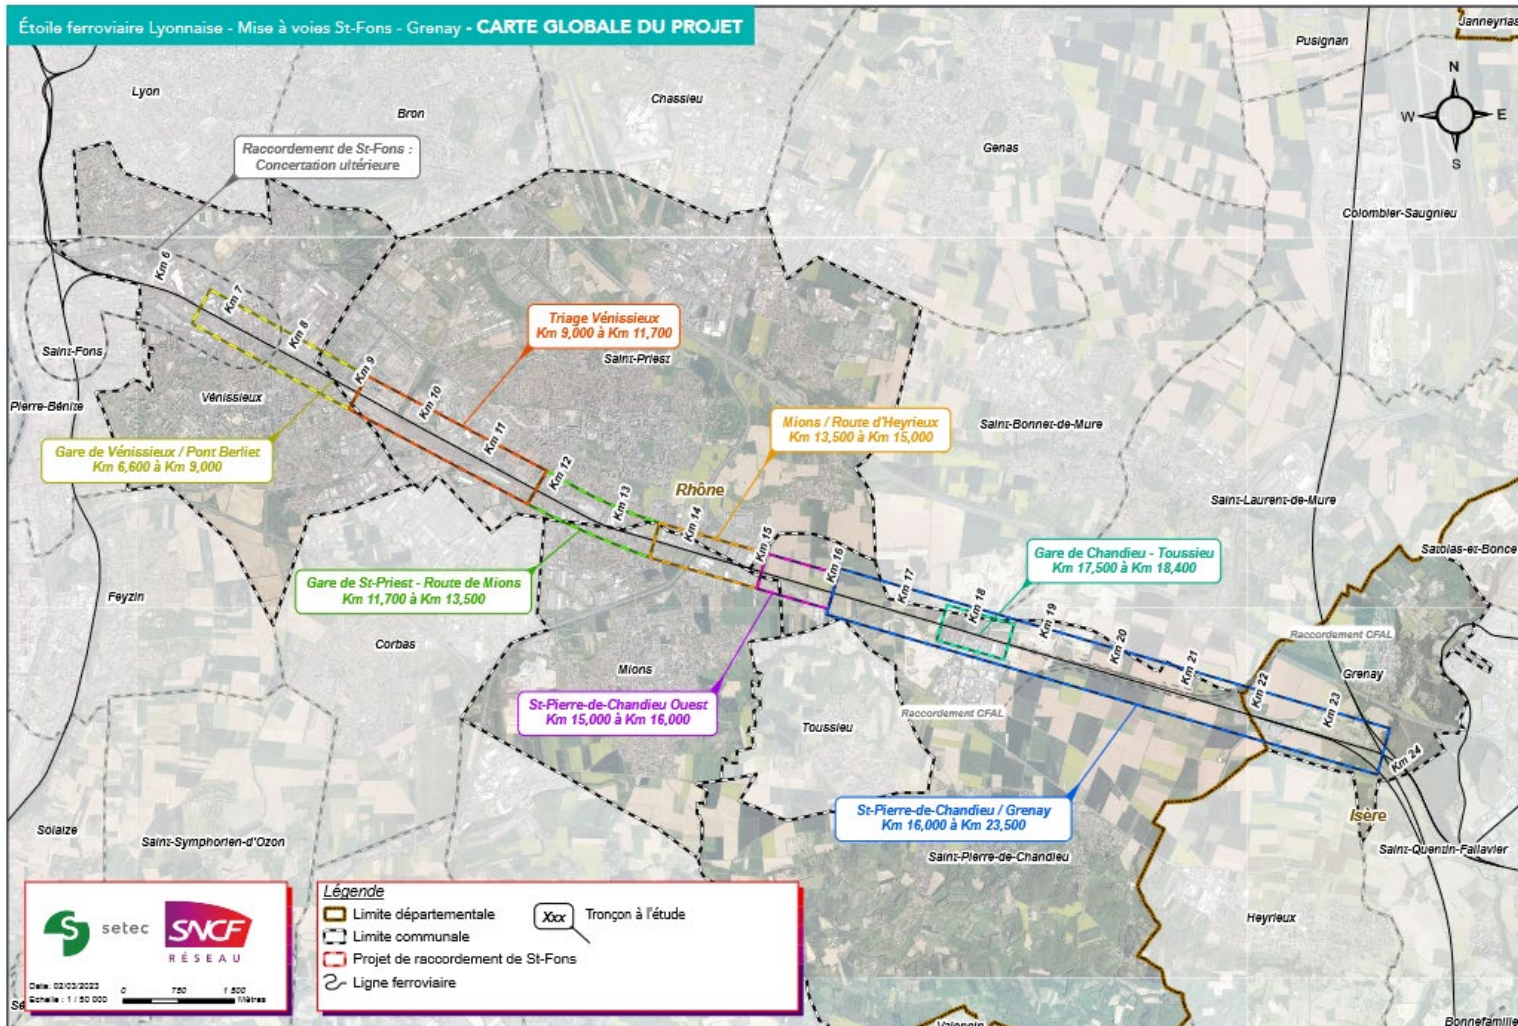 Étoile ferroviaire Lyonnaise - Mise à voies St-Fons - Grenay - CARTE GLOBALE DU PROJET
Janneyrias
Pusignan
Lyon
Bron
Chassieu
N
W
E
S
Raccordement de St-Fons :
Concertation ultérieure
Genas
Colombier-Saugnieu
Km 6
Km 7
Km 8
Km 9
Km 10
Km 11
Km 12
Km 13
Km 14
Km 15
Km 16
Km 17
Km 18
Km 19
Km 20
Km 21
Km 22
Km 23
Km 24
Triage Vénissieux
Km 9,000 à Km 11,700
Saint-Fons
Saint-Priest
Vénissieux
Pierre-Bénite
Gare de Vénissieux / Pont Berliet
Km 6,600 à Km 9,000
Mions / Route d'Heyrieux
Km 13,500 à Km 15,000
Saint-Bonnet-de-Mure
Rhône
Saint-Laurent-de-Mure
Satolas-et-Bonce
Gare de Chandieu - Toussieu
Km 17,500 à Km 18,400
Gare de St-Priest - Route de Mions
Km 11,700 à Km 13,500
Feyzin
Corbas
Raccordement CFAL
Mions
Grenay
St-Pierre-de-Chandieu Ouest
Km 15,000 à Km 16,000
Raccordement CFAL
Toussieu
St-Pierre-de-Chandieu / Grenay
Km 16,000 à Km 23,500
Isère
Solaize
Saint-Symphorien-d'Ozon
Saint-Pierre-de-Chandieu
Saint-Quentin-Fallavier
Heyrieux
Valencin
Bonnefamille
setec
SNCF
RÉSEAU
Date: 02/03/2023
Echelle : 1 / 50 000
0 750 1 500
Mètres
Légende
Limite départementale
Limite communale
Projet de raccordement de St-Fons
Ligne ferroviaire
Xxx
Tronçon à l'étude